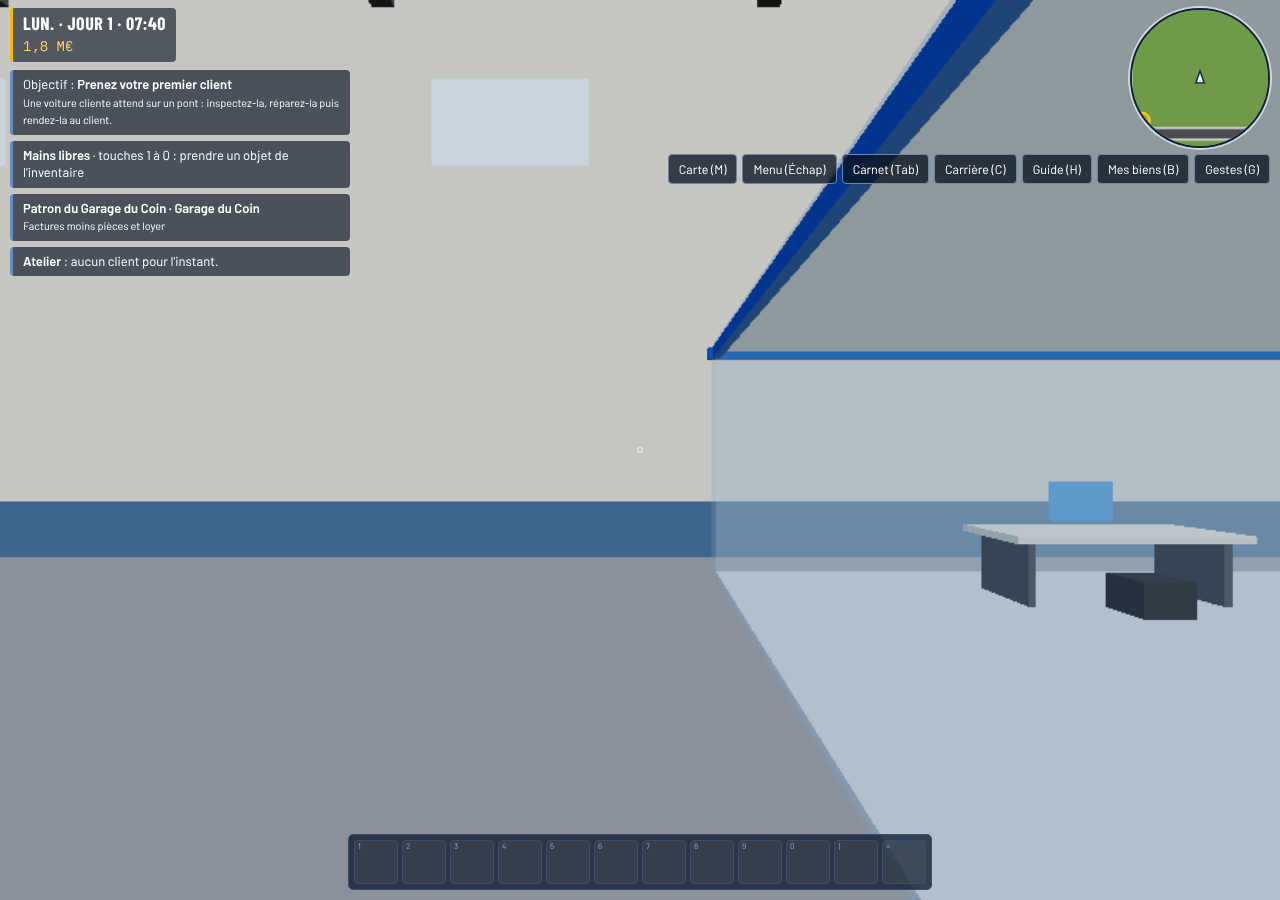 LUN. · JOUR 1 · 07:40
1,8 M€
Objectif : Prenez votre premier client
Une voiture cliente attend sur un pont : inspectez-la, réparez-la puis
rendez-la au client.
Mains libres · touches 1 à 0 : prendre un objet de
l'inventaire
Patron du Garage du Coin · Garage du Coin
Factures moins pièces et loyer
Atelier : aucun client pour l'instant.
Carte (M) Menu (Échap) Carnet (Tab) Carrière (C) Guide (H) Mes biens (B) Gestes (G)
1 2 3 4 5 6 7 8 9 0 ) =